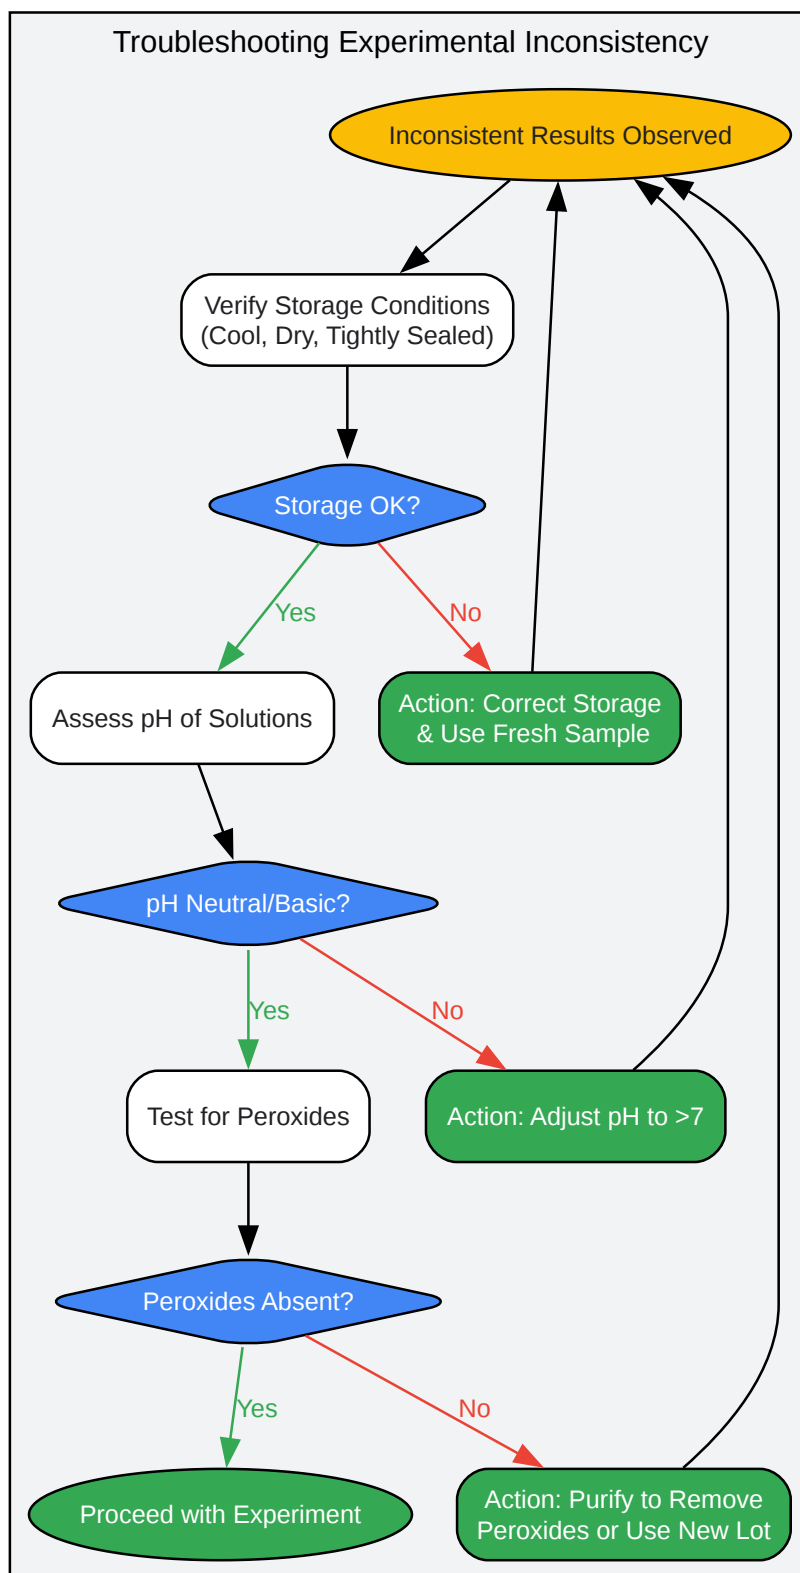 Troubleshooting Experimental Inconsistency
Inconsistent Results Observed
Verify Storage Conditions
(Cool, Dry, Tightly Sealed)
Storage OK?
Yes
No
Assess pH of Solutions
Action: Correct Storage
& Use Fresh Sample
pH Neutral/Basic?
Yes
No
Test for Peroxides
Action: Adjust pH to >7
Peroxides Absent?
Yes
No
Proceed with Experiment
Action: Purify to Remove
Peroxides or Use New Lot